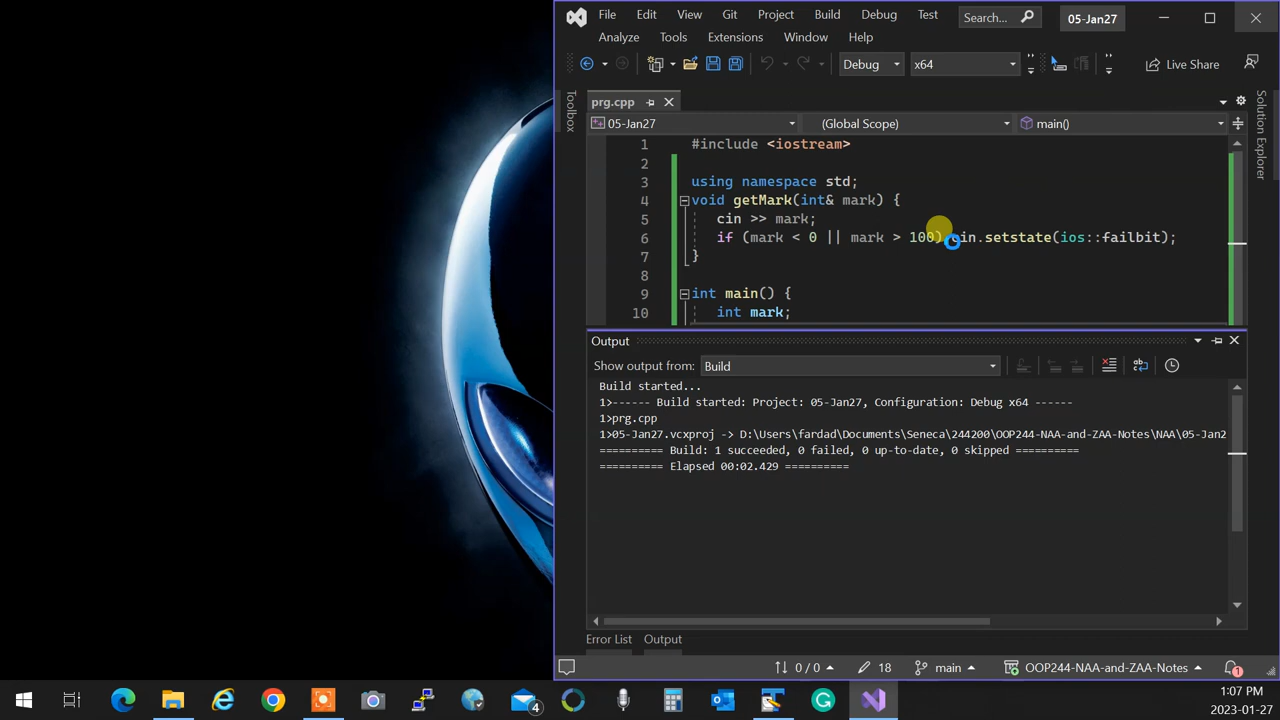 File Edit View Git Project Build Debug Test Search... 05-Jan27
Analyze Tools Extensions Window Help
Debug x64 Live Share
Toolbox
Solution Explorer
prg.cpp
05-Jan27 (Global Scope) main()
1 #include <iostream>
2
3 using namespace std;
4 void getMark(int& mark) {
5 cin >> mark;
6 if (mark < 0 || mark > 100) cin.setstate(ios::failbit);
7 }
8
9 int main() {
10 int mark;
Output
Show output from: Build
Build started...
1>------ Build started: Project: 05-Jan27, Configuration: Debug x64 ------
1>prg.cpp
1>05-Jan27.vcxproj -> D:\Users\fardad\Documents\Seneca\244200\OOP244-NAA-and-ZAA-Notes\NAA\05-Jan2
========== Build: 1 succeeded, 0 failed, 0 up-to-date, 0 skipped ==========
========== Elapsed 00:02.429 ==========
Error List Output
0 / 0 18 main OOP244-NAA-and-ZAA-Notes 1
4
1:07 PM
2023-01-27